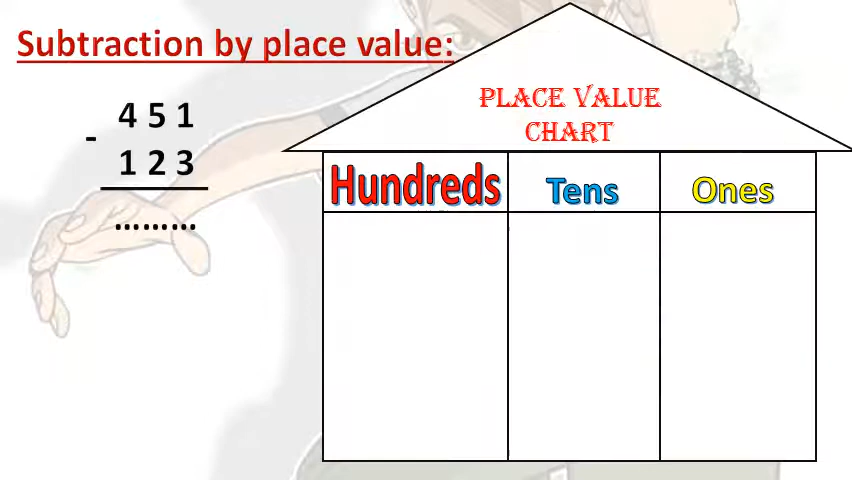 Subtraction by place value:
4 5 1
-
1 2 3
………
PLACE VALUE
CHART
Hundreds
Tens
Ones